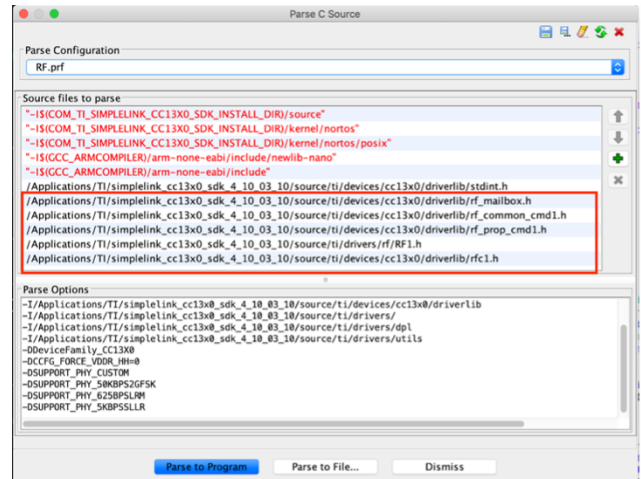 Parse C Source
Parse Configuration
RF.prf
Source files to parse
"-I$(COM_TI_SIMPLELINK_CC13X0_SDK_INSTALL_DIR)/source"
"-I$(COM_TI_SIMPLELINK_CC13X0_SDK_INSTALL_DIR)/kernel/nortos"
"-I$(COM_TI_SIMPLELINK_CC13X0_SDK_INSTALL_DIR)/kernel/nortos/posix"
"-I$(GCC_ARMCOMPILER)/arm-none-eabi/include/newlib-nano"
"-I$(GCC_ARMCOMPILER)/arm-none-eabi/include"
/Applications/TI/simplelink_cc13x0_sdk_4_10_03_10/source/ti/devices/cc13x0/driverlib/stdint.h
/Applications/TI/simplelink_cc13x0_sdk_4_10_03_10/source/ti/devices/cc13x0/driverlib/rf_mailbox.h
/Applications/TI/simplelink_cc13x0_sdk_4_10_03_10/source/ti/devices/cc13x0/driverlib/rf_common_cmd1.h
/Applications/TI/simplelink_cc13x0_sdk_4_10_03_10/source/ti/devices/cc13x0/driverlib/rf_prop_cmd1.h
/Applications/TI/simplelink_cc13x0_sdk_4_10_03_10/source/ti/drivers/rf/RF1.h
/Applications/TI/simplelink_cc13x0_sdk_4_10_03_10/source/ti/devices/cc13x0/driverlib/rfc1.h
Parse Options
-I/Applications/TI/simplelink_cc13x0_sdk_4_10_03_10/source/ti/devices/cc13x0/driverlib
-I/Applications/TI/simplelink_cc13x0_sdk_4_10_03_10/source/ti/drivers/
-I/Applications/TI/simplelink_cc13x0_sdk_4_10_03_10/source/ti/drivers/dpl
-I/Applications/TI/simplelink_cc13x0_sdk_4_10_03_10/source/ti/drivers/utils
-DDeviceFamily_CC13X0
-DCCFG_FORCE_VDDR_HH=0
-DSUPPORT_PHY_CUSTOM
-DSUPPORT_PHY_50KBPS2GFSK
-DSUPPORT_PHY_625BPSLRM
-DSUPPORT_PHY_5KBPSSLLR
Parse to Program
Parse to File...
Dismiss